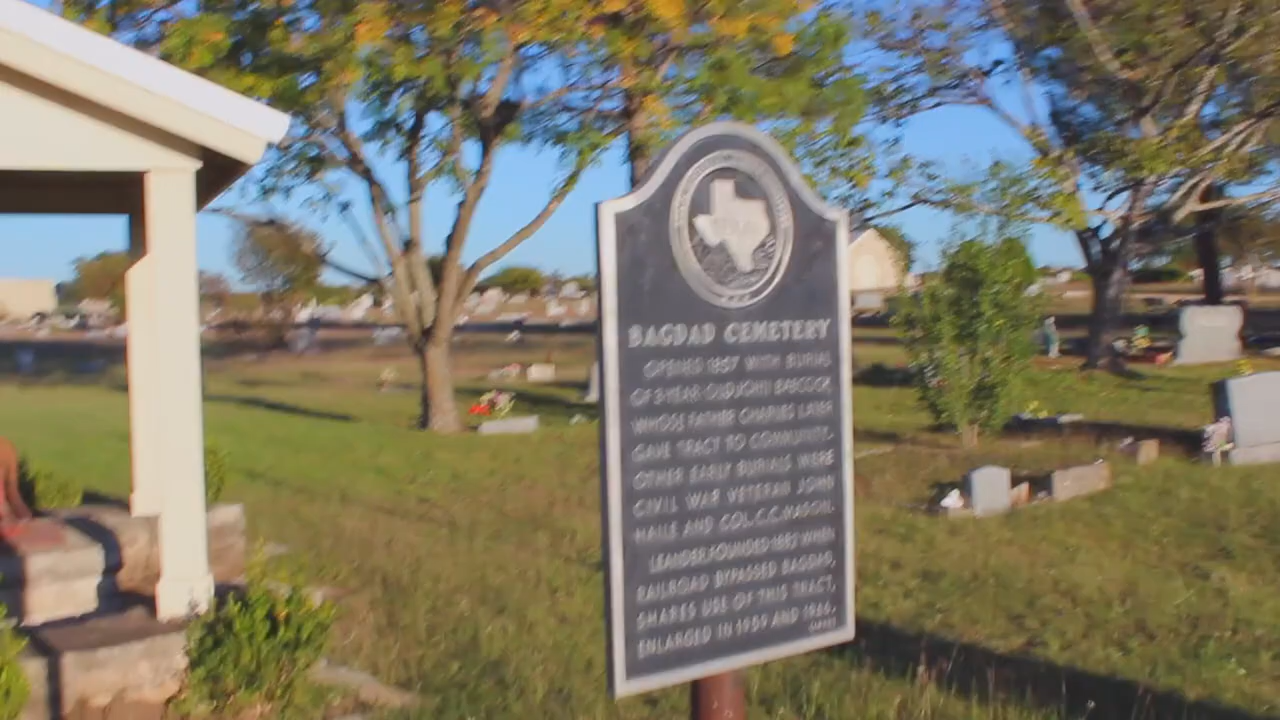 BAGDAD CEMETERY
OPENED 1857 WITH BURIAL
OF 3-YEAR-OLD JOHN BABCOCK,
WHOSE FATHER CHARLES LATER
GAVE TRACT TO COMMUNITY.
OTHER EARLY BURIALS WERE
CIVIL WAR VETERAN JOHN
HAILE AND COL. C. C. MASON.
LEANDER, FOUNDED 1882 WHEN
RAILROAD BYPASSED BAGDAD,
SHARES USE OF THIS TRACT,
ENLARGED IN 1959 AND 1966.